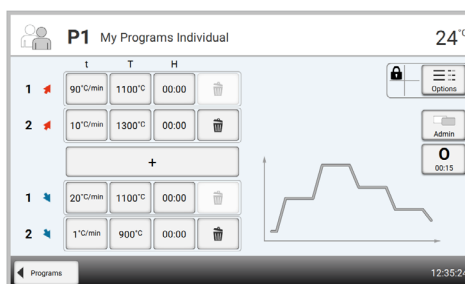 P1 My Programs Individual
24°C
t T H
1 90°C/min 1100°C 00:00
2 10°C/min 1300°C 00:00
+
1 20°C/min 1100°C 00:00
2 1°C/min 900°C 00:00
Options
Admin
O
00:15
Programs
12:35:24